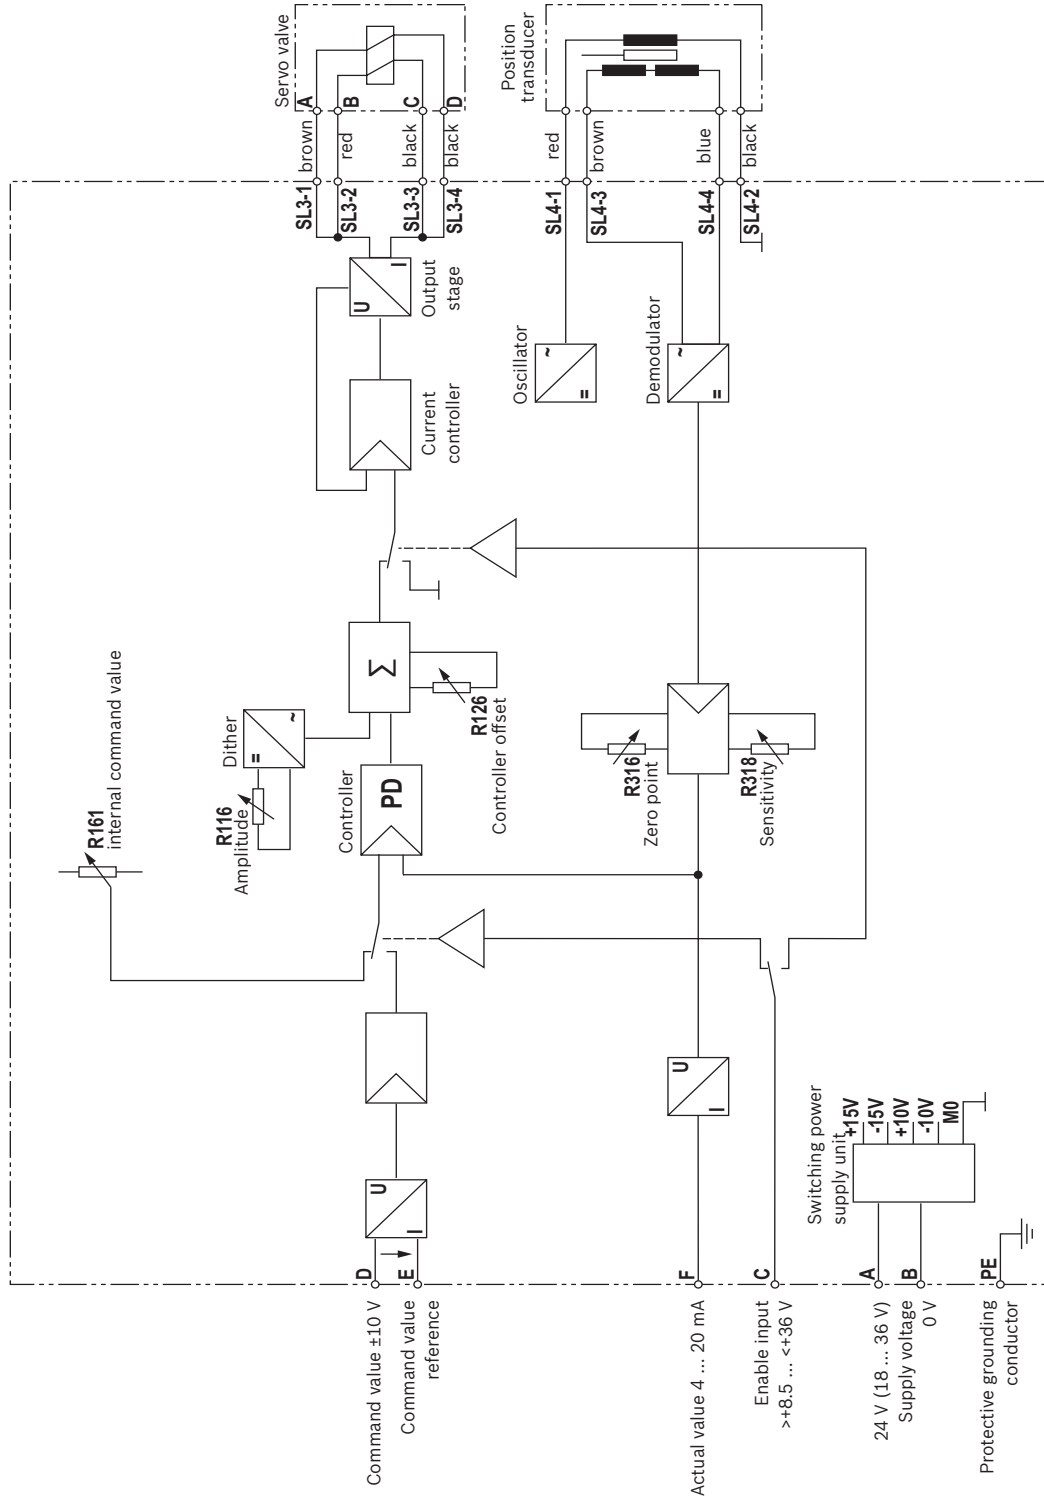 Command value ±10 V
Command value
reference
Actual value 4 ... 20 mA
Enable input
>+8.5 ... <+36 V
24 V (18 ... 36 V)
Supply voltage
0 V
Protective grounding
conductor
D
E
F
C
A
B
PE
U
I
U
I
Switching power
supply unit
+15V
-15V
+10V
-10V
M0
R161
internal command value
R116
Amplitude
Dither
=
~
Controller
PD
Σ
R126
Controller offset
R316
Zero point
R318
Sensitivity
Current
controller
U
I
Output
stage
Oscillator
~
=
Demodulator
~
=
SL3-1
SL3-2
SL3-3
SL3-4
SL4-1
SL4-3
SL4-4
SL4-2
brown
red
black
black
red
brown
blue
black
A
B
C
D
Servo valve
Position
transducer